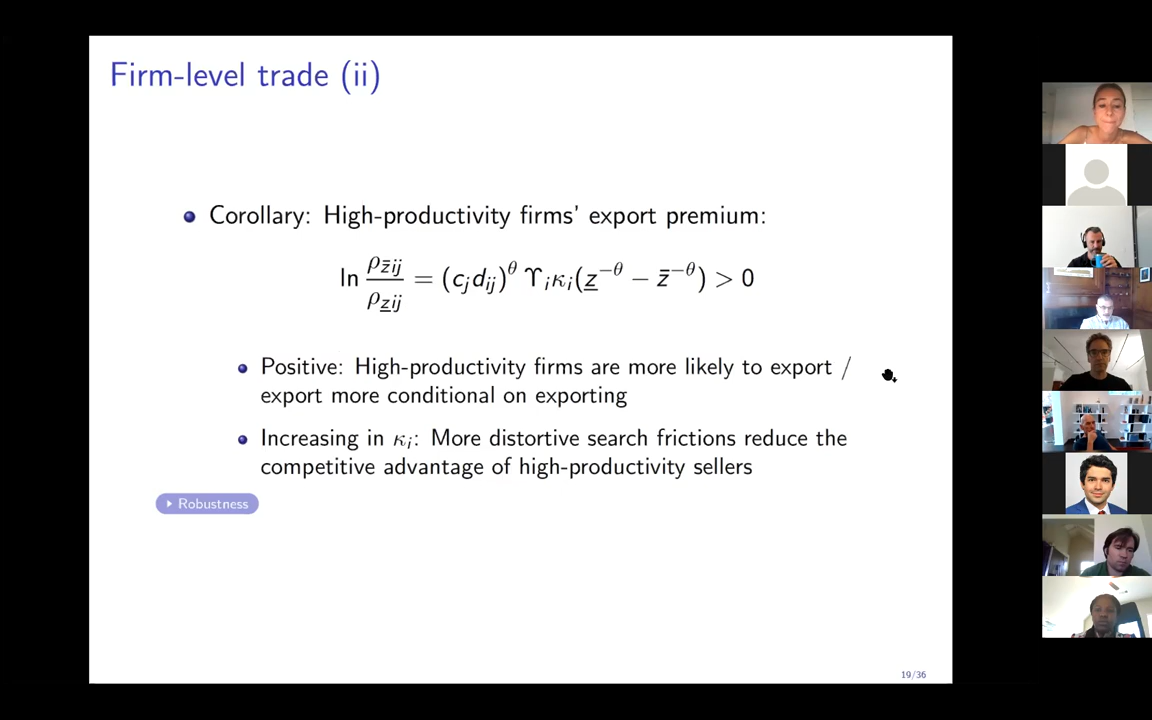 Firm-level trade (ii)
Corollary: High-productivity firms' export premium:
ln ρ_z̄ij / ρ_z̲ij = (c_j d_ij)^θ ϒ_i κ_i (z̲^−θ − z̄^−θ) > 0
Positive: High-productivity firms are more likely to export /
export more conditional on exporting
Increasing in κ_i: More distortive search frictions reduce the
competitive advantage of high-productivity sellers
Robustness
19/36